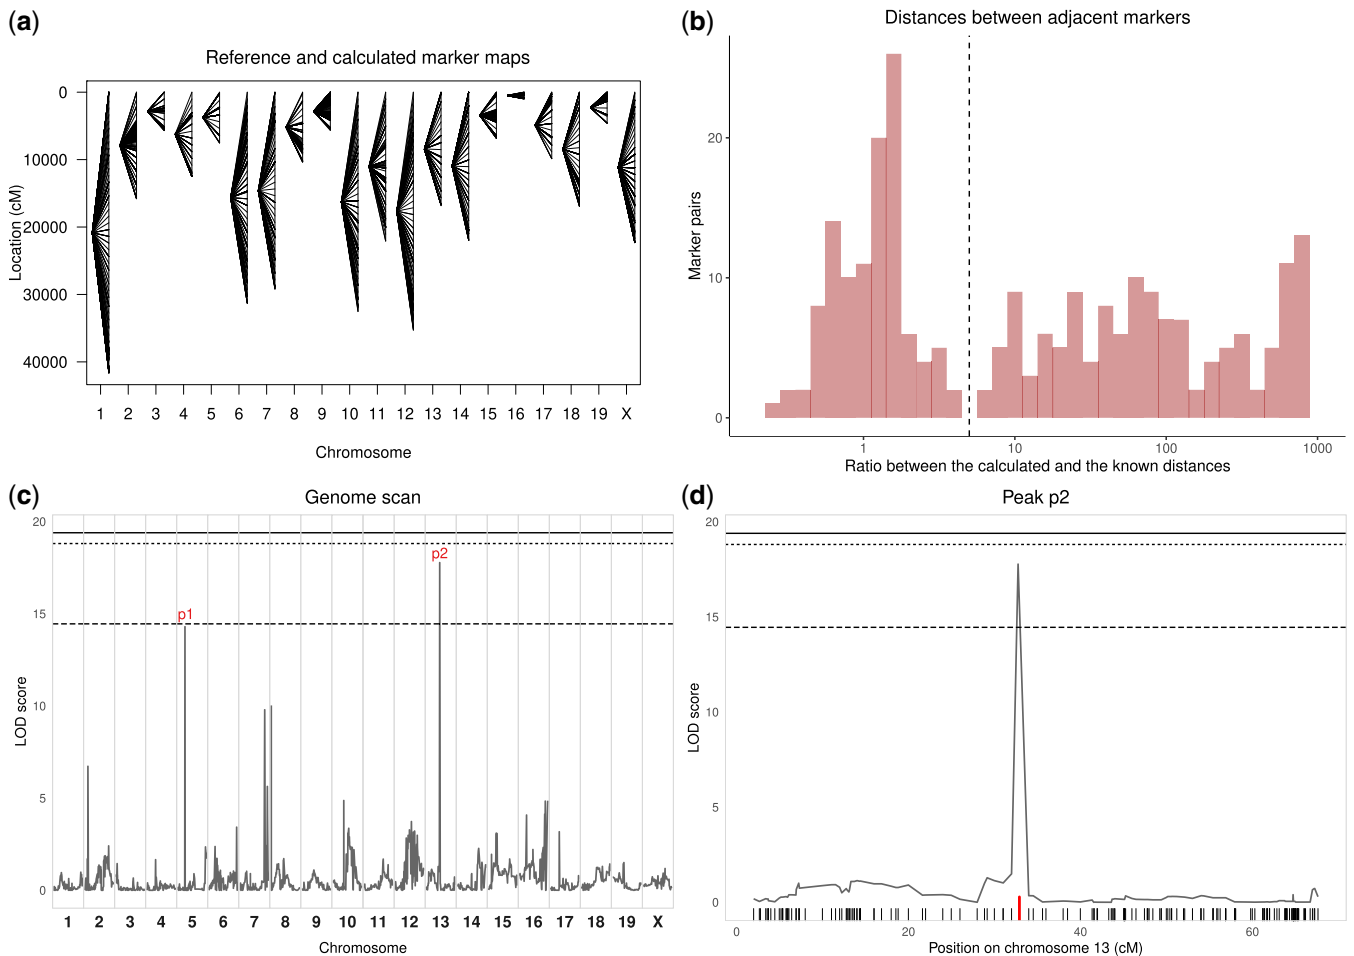 (a)
Reference and calculated marker maps
Location (cM)
0
10000
20000
30000
40000
1 2 3 4 5 6 7 8 9 10 11 12 13 14 15 16 17 18 19 X
Chromosome
(b)
Distances between adjacent markers
Marker pairs
20
10
0
1 10 100 1000
Ratio between the calculated and the known distances
(c)
Genome scan
LOD score
20
15
10
5
0
p1
p2
1 2 3 4 5 6 7 8 9 10 11 12 13 14 15 16 17 18 19 X
Chromosome
(d)
Peak p2
LOD score
20
15
10
5
0
0 20 40 60
Position on chromosome 13 (cM)